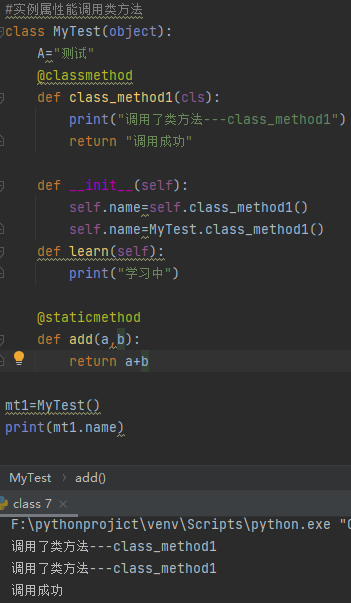 #实例属性能调用类方法
class MyTest(object):
    A="测试"
    @classmethod
    def class_method1(cls):
        print("调用了类方法---class_method1")
        return "调用成功"

    def __init__(self):
        self.name=self.class_method1()
        self.name=MyTest.class_method1()
    def learn(self):
        print("学习中")

    @staticmethod
    def add(a,b):
        return a+b

mt1=MyTest()
print(mt1.name)
MyTest › add()
class 7 ×
F:\pythonprojict\venv\Scripts\python.exe
调用了类方法---class_method1
调用了类方法---class_method1
调用成功